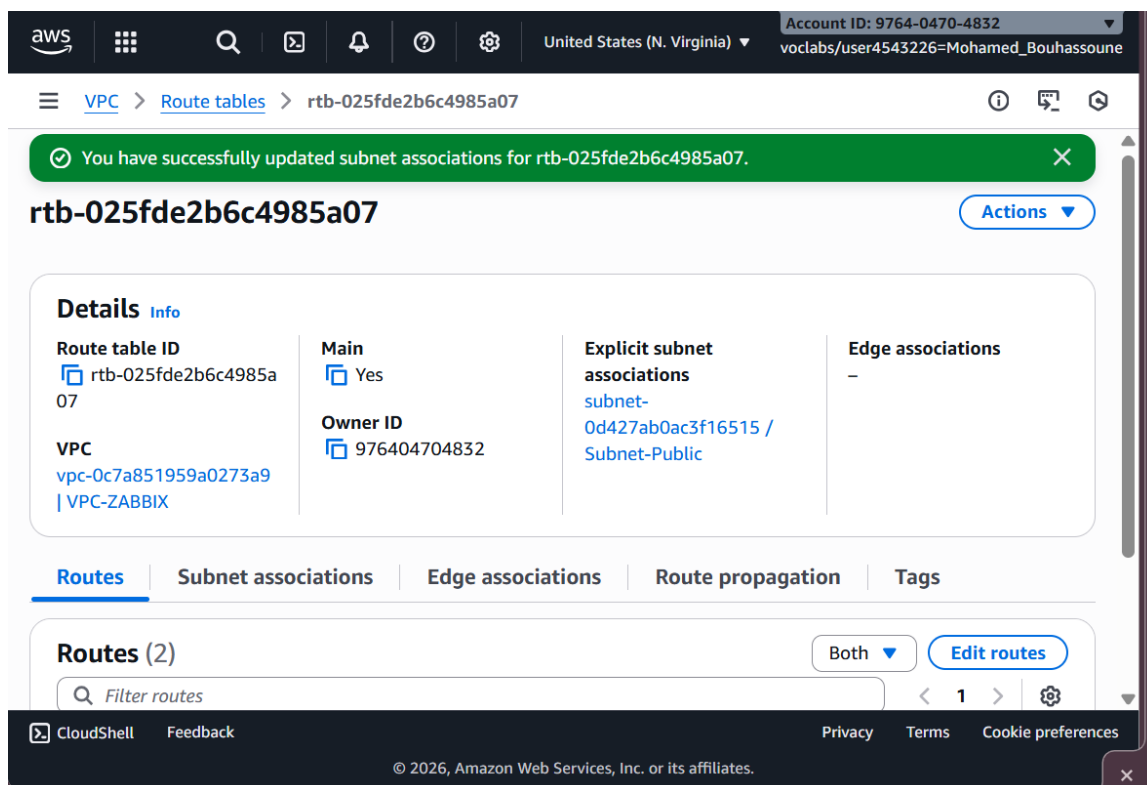 aws
United States (N. Virginia) ▼
Account ID: 9764-0470-4832 ▼
voclabs/user4543226=Mohamed_Bouhassoune
VPC > Route tables > rtb-025fde2b6c4985a07
You have successfully updated subnet associations for rtb-025fde2b6c4985a07.
rtb-025fde2b6c4985a07
Actions ▼
Details Info
Route table ID
rtb-025fde2b6c4985a
07
VPC
vpc-0c7a851959a0273a9
| VPC-ZABBIX
Main
Yes
Owner ID
976404704832
Explicit subnet
associations
subnet-
0d427ab0ac3f16515 /
Subnet-Public
Edge associations
–
Routes
Subnet associations
Edge associations
Route propagation
Tags
Routes (2)
Both ▼
Edit routes
Filter routes
< 1 >
CloudShell
Feedback
Privacy
Terms
Cookie preferences
© 2026, Amazon Web Services, Inc. or its affiliates.